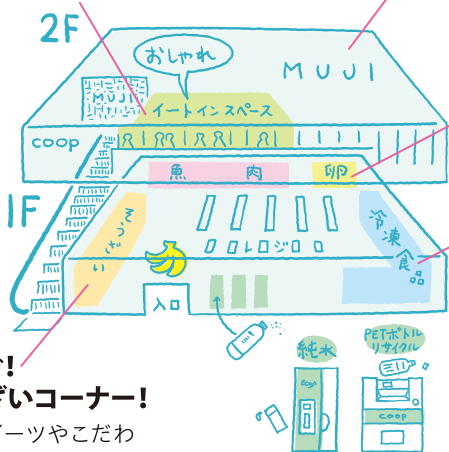 2F
おしゃれ
MUJI
MUJI
イートインスペース
coop
1F
魚 肉 卵
そうざい
冷凍食品
レジ
入口
純水
PETボトル
リサイクル
coop
coop
!
ざいコーナー!
イーツやこだわ